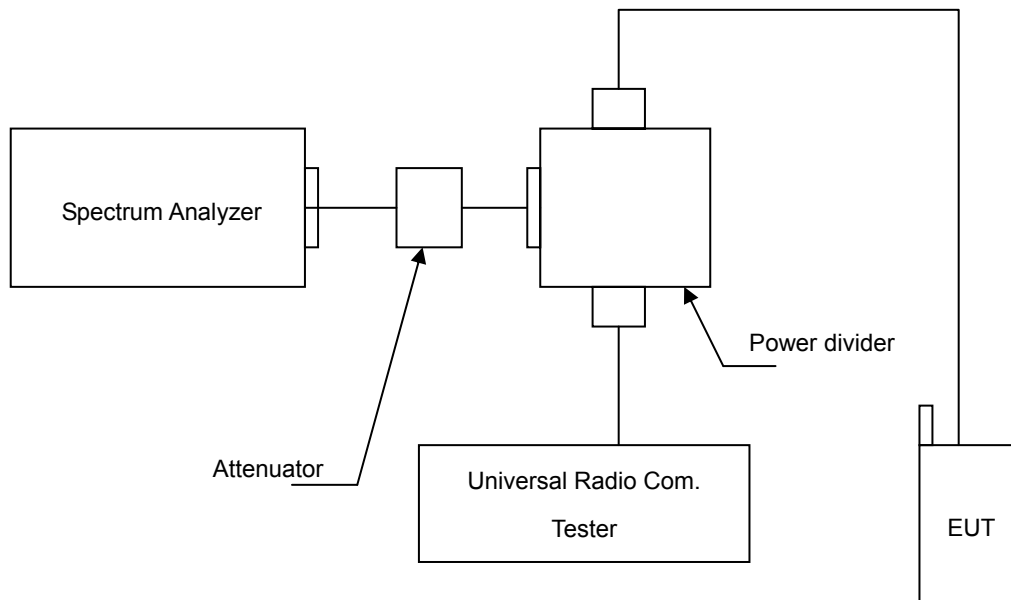 Spectrum Analyzer
Power divider
Attenuator
Universal Radio Com.
Tester
EUT